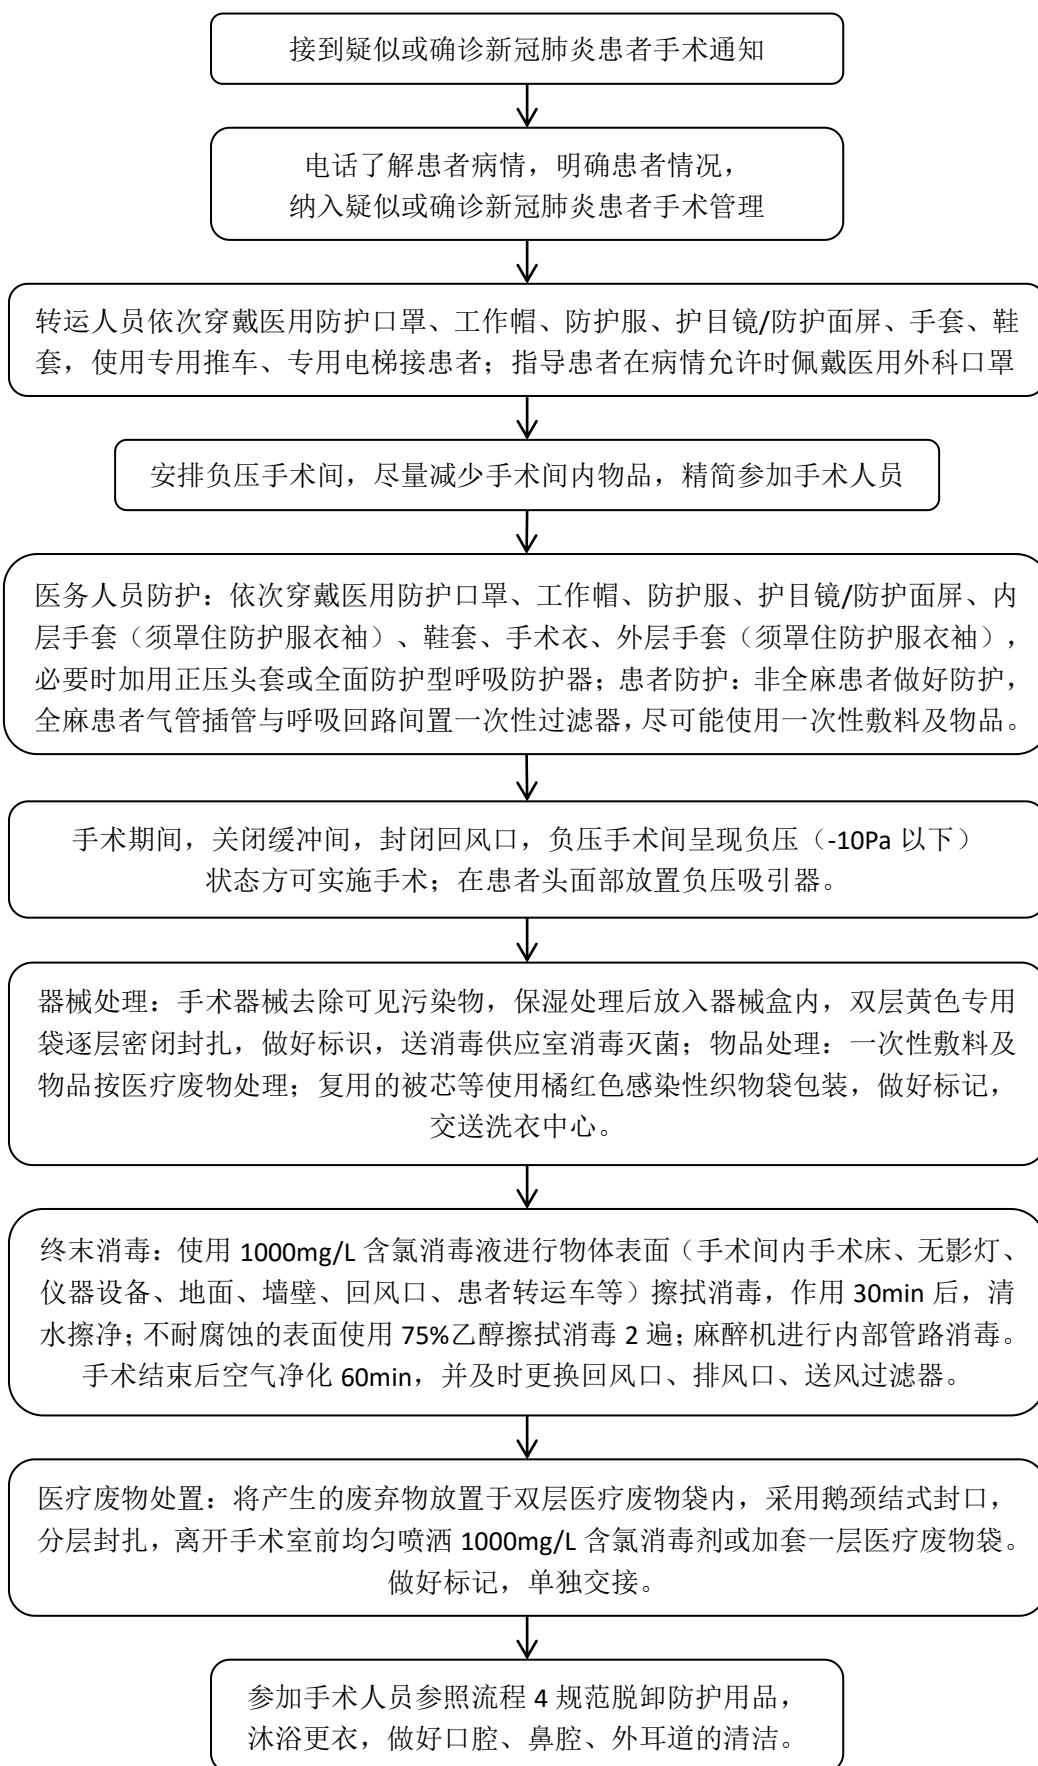 接到疑似或确诊新冠肺炎患者手术通知
电话了解患者病情，明确患者情况，
纳入疑似或确诊新冠肺炎患者手术管理
转运人员依次穿戴医用防护口罩、工作帽、防护服、护目镜/防护面屏、手套、鞋
套，使用专用推车、专用电梯接患者；指导患者在病情允许时佩戴医用外科口罩
安排负压手术间，尽量减少手术间内物品，精简参加手术人员
医务人员防护：依次穿戴医用防护口罩、工作帽、防护服、护目镜/防护面屏、内
层手套（须罩住防护服衣袖）、鞋套、手术衣、外层手套（须罩住防护服衣袖），
必要时加用正压头套或全面防护型呼吸防护器；患者防护：非全麻患者做好防护，
全麻患者气管插管与呼吸回路间置一次性过滤器，尽可能使用一次性敷料及物品。
手术期间，关闭缓冲间，封闭回风口，负压手术间呈现负压（-10Pa 以下）
状态方可实施手术；在患者头面部放置负压吸引器。
器械处理：手术器械去除可见污染物，保湿处理后放入器械盒内，双层黄色专用
袋逐层密闭封扎，做好标识，送消毒供应室消毒灭菌；物品处理：一次性敷料及
物品按医疗废物处理；复用的被芯等使用橘红色感染性织物袋包装，做好标记，
交送洗衣中心。
终末消毒：使用 1000mg/L 含氯消毒液进行物体表面（手术间内手术床、无影灯、
仪器设备、地面、墙壁、回风口、患者转运车等）擦拭消毒，作用 30min 后，清
水擦净；不耐腐蚀的表面使用 75%乙醇擦拭消毒 2 遍；麻醉机进行内部管路消毒。
手术结束后空气净化 60min，并及时更换回风口、排风口、送风过滤器。
医疗废物处置：将产生的废弃物放置于双层医疗废物袋内，采用鹅颈结式封口，
分层封扎，离开手术室前均匀喷洒 1000mg/L 含氯消毒剂或加套一层医疗废物袋。
做好标记，单独交接。
参加手术人员参照流程 4 规范脱卸防护用品，
沐浴更衣，做好口腔、鼻腔、外耳道的清洁。